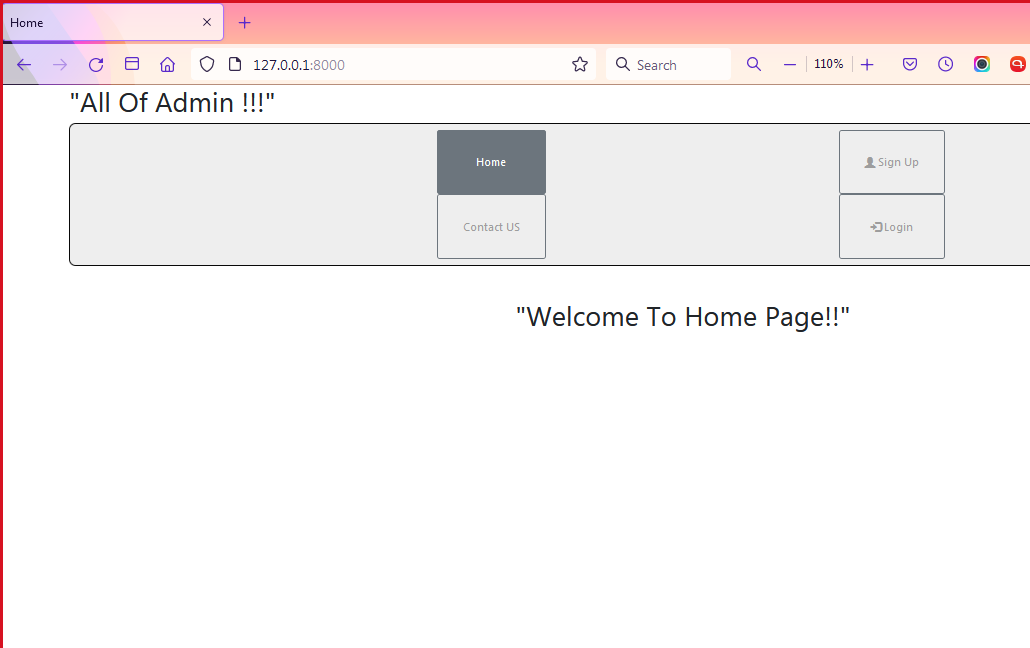 Home
127.0.0.1:8000
Search
110%
"All Of Admin !!!"
Home
Sign Up
Contact US
Login
"Welcome To Home Page!!"